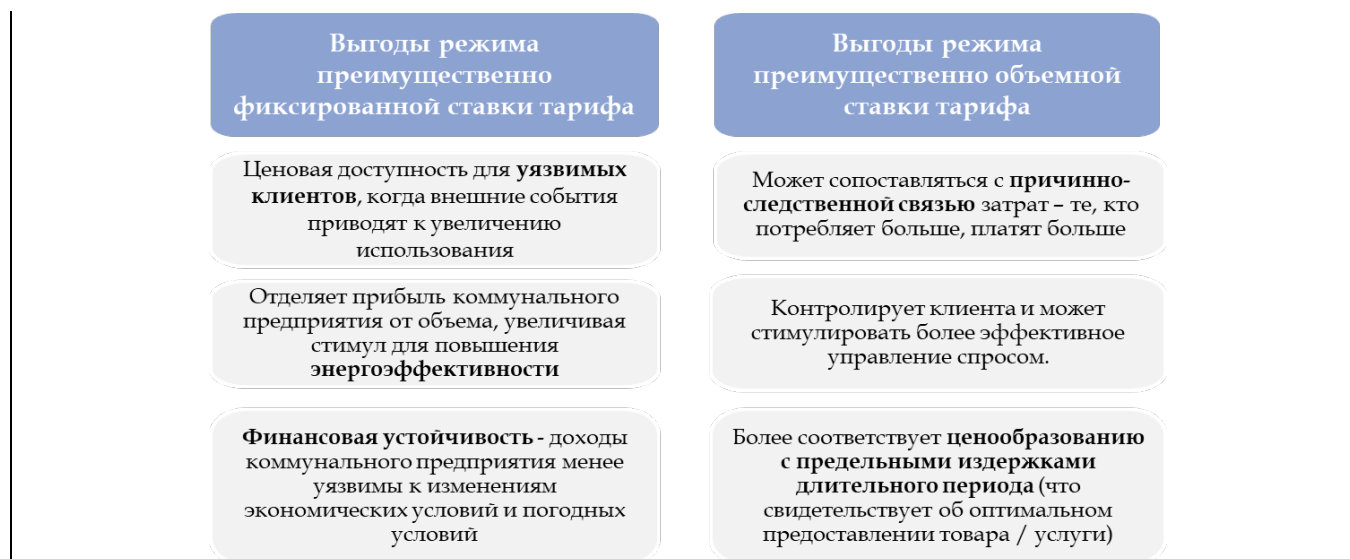 Выгоды режима
преимущественно
фиксированной ставки тарифа
Ценовая доступность для уязвимых
клиентов, когда внешние события
приводят к увеличению
использования
Отделяет прибыль коммунального
предприятия от объема, увеличивая
стимул для повышения
энергоэффективности
Финансовая устойчивость - доходы
коммунального предприятия менее
уязвимы к изменениям
экономических условий и погодных
условий
Выгоды режима
преимущественно объемной
ставки тарифа
Может сопоставляться с причинно-
следственной связью затрат – те, кто
потребляет больше, платят больше
Контролирует клиента и может
стимулировать более эффективное
управление спросом.
Более соответствует ценообразованию
с предельными издержками
длительного периода (что
свидетельствует об оптимальном
предоставлении товара / услуги)